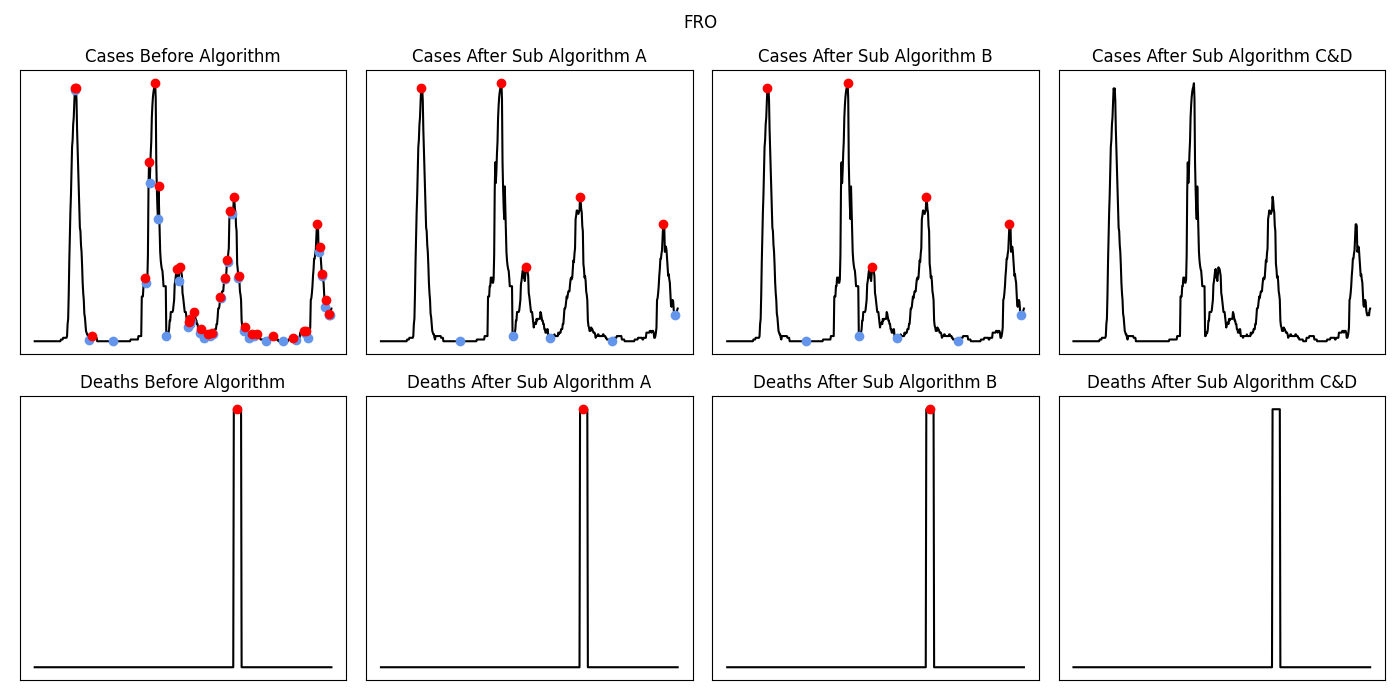 FRO
Cases Before Algorithm
Cases After Sub Algorithm A
Cases After Sub Algorithm B
Cases After Sub Algorithm C&D
Deaths Before Algorithm
Deaths After Sub Algorithm A
Deaths After Sub Algorithm B
Deaths After Sub Algorithm C&D